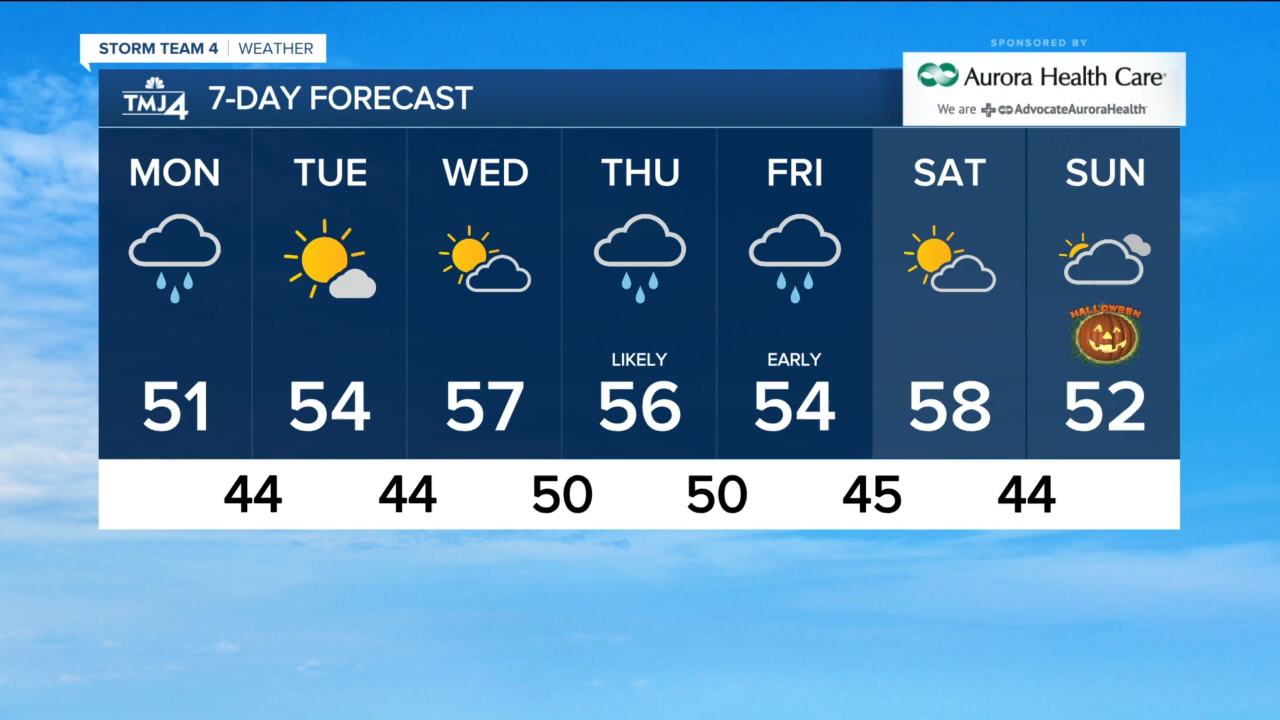 STORM TEAM 4 | WEATHER
SPONSORED BY
Aurora Health Care®
We are AdvocateAuroraHealth
TMJ4
7-DAY FORECAST
MON TUE WED THU FRI SAT SUN
HALLOWEEN
LIKELY EARLY
51 54 57 56 54 58 52
44 44 50 50 45 44